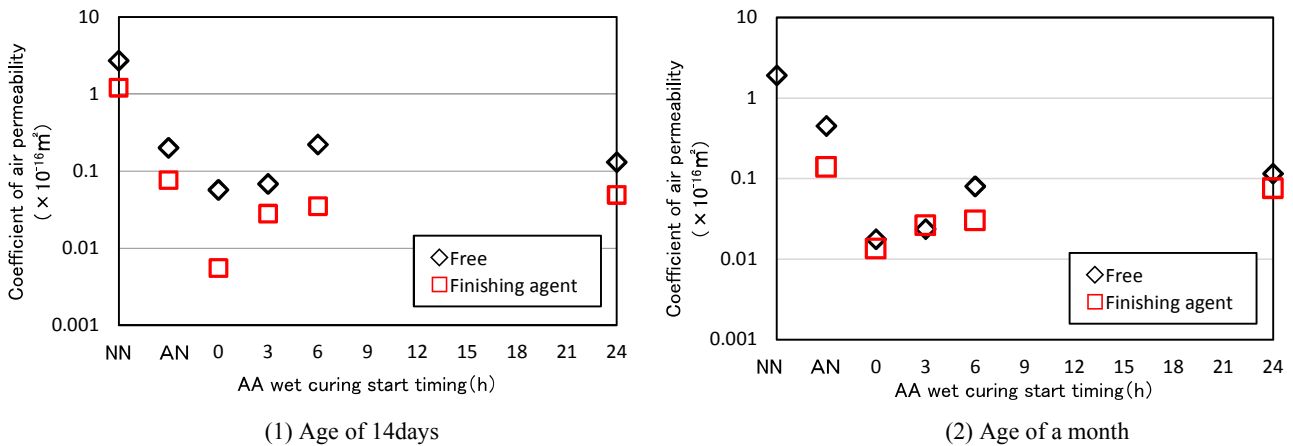 Coefficient of air permeability
(×10⁻¹⁶㎡)
10
1
0.1
0.01
0.001
Free
Finishing agent
NN AN 0 3 6 9 12 15 18 21 24
AA wet curing start timing(h)
(1) Age of 14days
Coefficient of air permeability
(×10⁻¹⁶㎡)
10
1
0.1
0.01
0.001
Free
Finishing agent
NN AN 0 3 6 9 12 15 18 21 24
AA wet curing start timing(h)
(2) Age of a month